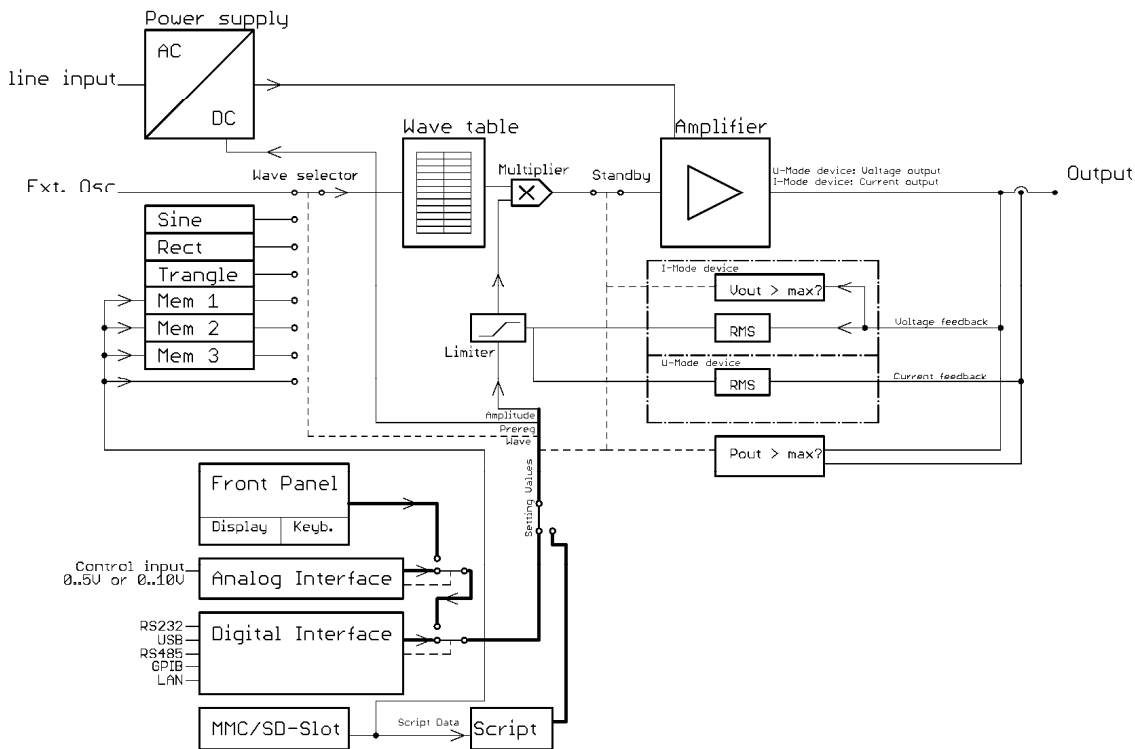 Power supply
AC
DC
line input
Wave table
Amplifier
Multiplier
Wave selector
Standby
U-Mode device: Voltage output
I-Mode device: Current output
Output
Ext. Osc
Sine
Rect
Trangle
Mem 1
Mem 2
Mem 3
I-Mode device
Vout > max?
RMS
Voltage feedback
Limiter
U-Mode device
RMS
Current feedback
Amplitude
Prereq
Wave
Pout > max?
Setting Values
Front Panel
Display
Keyb.
Control input
0..5V or 0..10V
Analog Interface
Digital Interface
RS232
USB
RS485
GPIB
LAN
MMC/SD-Slot
Script Data
Script